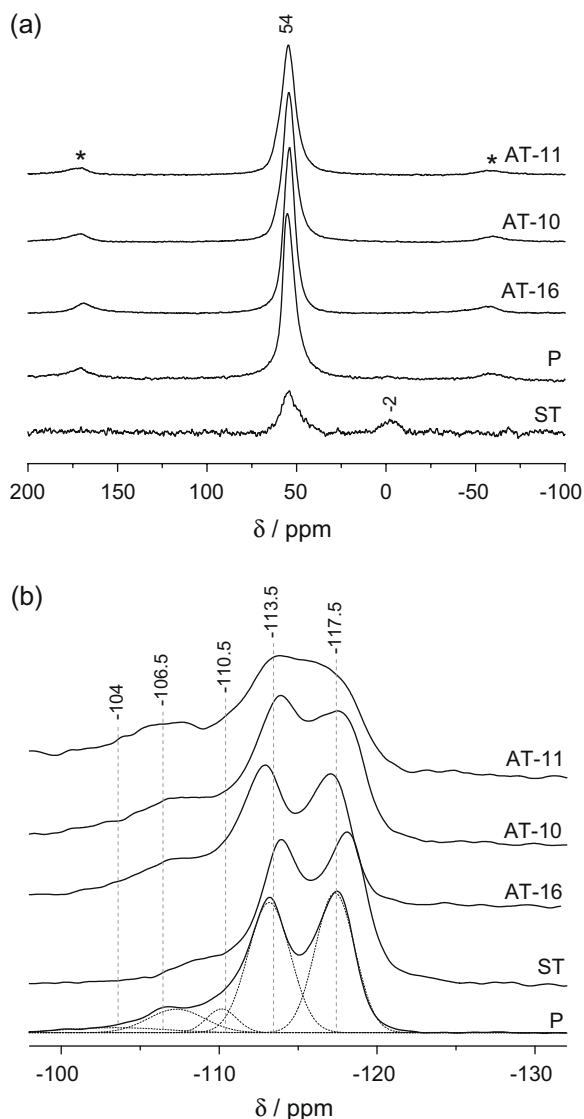 (a)
54
* *
AT-11
AT-10
AT-16
P
-2
ST
200 150 100 50 0 -50 -100
δ / ppm
(b)
-104 -106.5 -110.5 -113.5 -117.5
AT-11
AT-10
AT-16
ST
P
-100 -110 -120 -130
δ / ppm